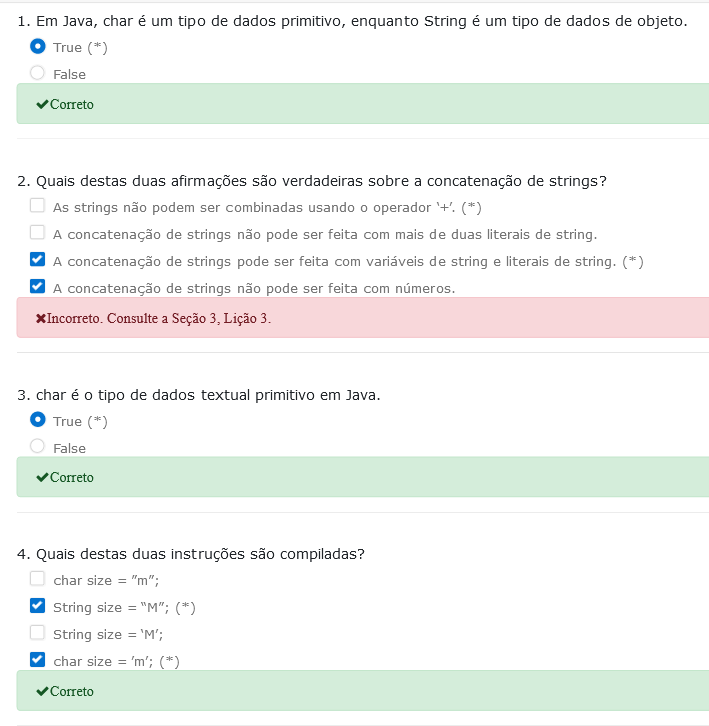 1. Em Java, char é um tipo de dados primitivo, enquanto String é um tipo de dados de objeto.
True (*)
False
✔Correto
2. Quais destas duas afirmações são verdadeiras sobre a concatenação de strings?
As strings não podem ser combinadas usando o operador ‘+’. (*)
A concatenação de strings não pode ser feita com mais de duas literais de string.
A concatenação de strings pode ser feita com variáveis de string e literais de string. (*)
A concatenação de strings não pode ser feita com números.
✖Incorreto. Consulte a Seção 3, Lição 3.
3. char é o tipo de dados textual primitivo em Java.
True (*)
False
✔Correto
4. Quais destas duas instruções são compiladas?
char size = ”m”;
String size = “M”; (*)
String size = ‘M’;
char size = ’m’; (*)
✔Correto